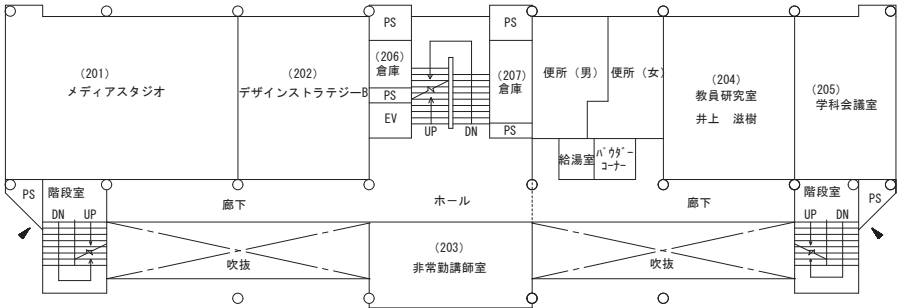 (201)
メディアスタジオ
(202)
デザインストラテジーB
PS
(206)
倉庫
PS
EV
UP
DN
PS
(207)
倉庫
PS
便所（男）
便所（女）
給湯室
パウダー
コーナー
(204)
教員研究室
井上　滋樹
(205)
学科会議室
PS
階段室
DN
UP
廊下
ホール
廊下
階段室
UP
DN
PS
吹抜
(203)
非常勤講師室
吹抜